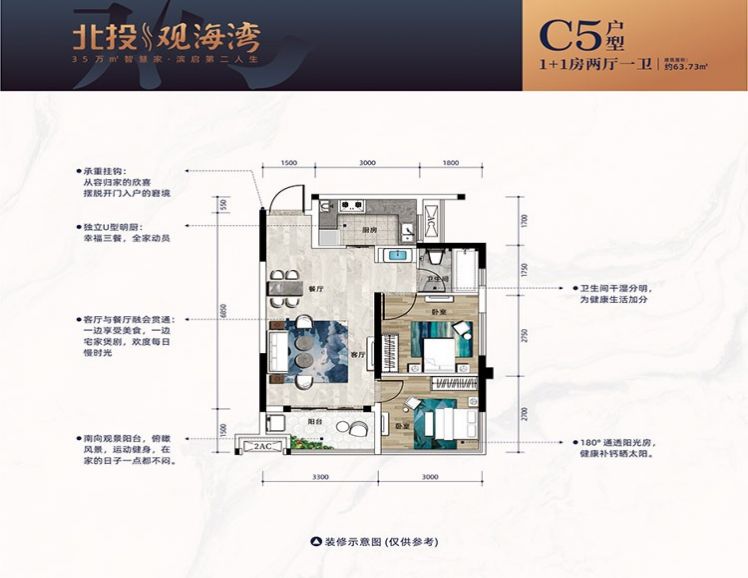 北投观海湾
35万㎡智慧家·滨启第二人生
C5户型
1+1房两厅一卫 建筑面积：约63.73㎡
承重挂钩：
从容归家的欣喜
摆脱开门入户的窘境
独立U型明厨：
幸福三餐，全家动员
客厅与餐厅融会贯通：
一边享受美食，一边
宅家煲剧，欢度每日
慢时光
南向观景阳台，俯瞰
风景，运动健身，在
家的日子一点都不闷。
1500 3000 1800
550
6850
1500
1700
1750
2750
2700
AC
厨房
卫生间
餐厅
卧室
客厅
阳台
卧室
2AC
3300 3000
卫生间干湿分明，
为健康生活加分
180°通透阳光房，
健康补钙晒太阳。
装修示意图 (仅供参考)